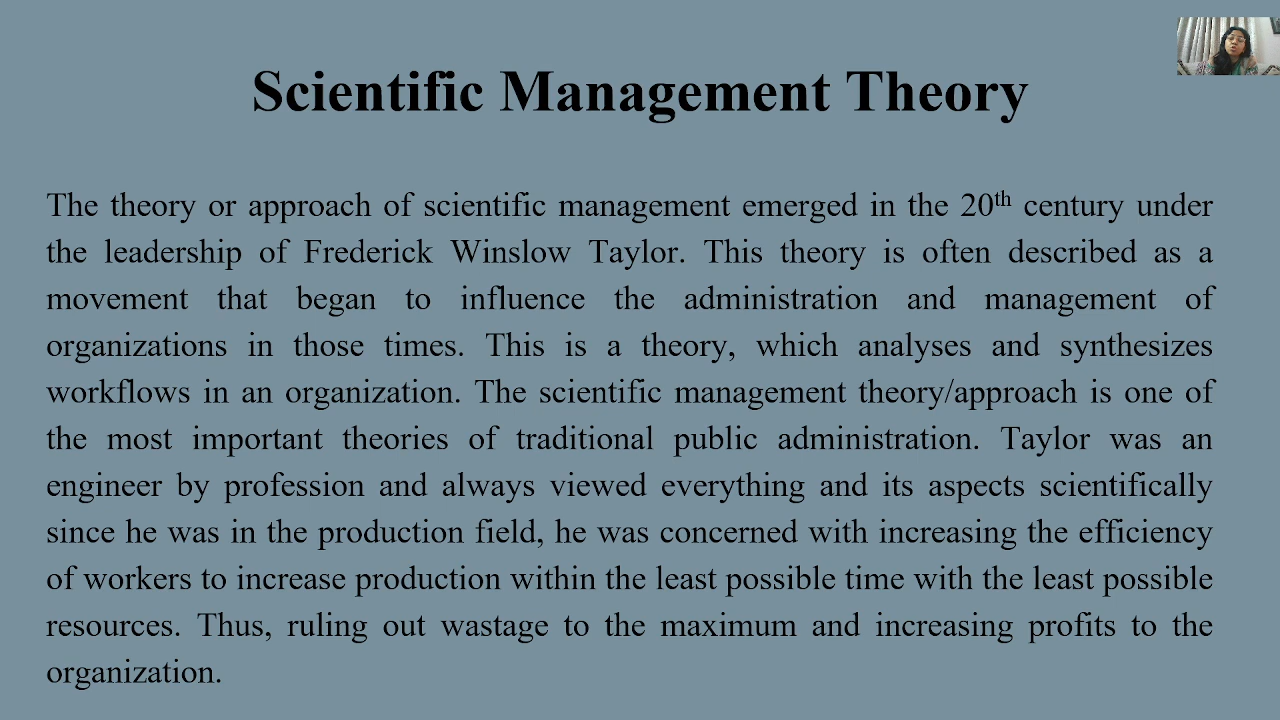 Scientific Management Theory
The theory or approach of scientific management emerged in the 20th century under
the leadership of Frederick Winslow Taylor. This theory is often described as a
movement that began to influence the administration and management of
organizations in those times. This is a theory, which analyses and synthesizes
workflows in an organization. The scientific management theory/approach is one of
the most important theories of traditional public administration. Taylor was an
engineer by profession and always viewed everything and its aspects scientifically
since he was in the production field, he was concerned with increasing the efficiency
of workers to increase production within the least possible time with the least possible
resources. Thus, ruling out wastage to the maximum and increasing profits to the
organization.